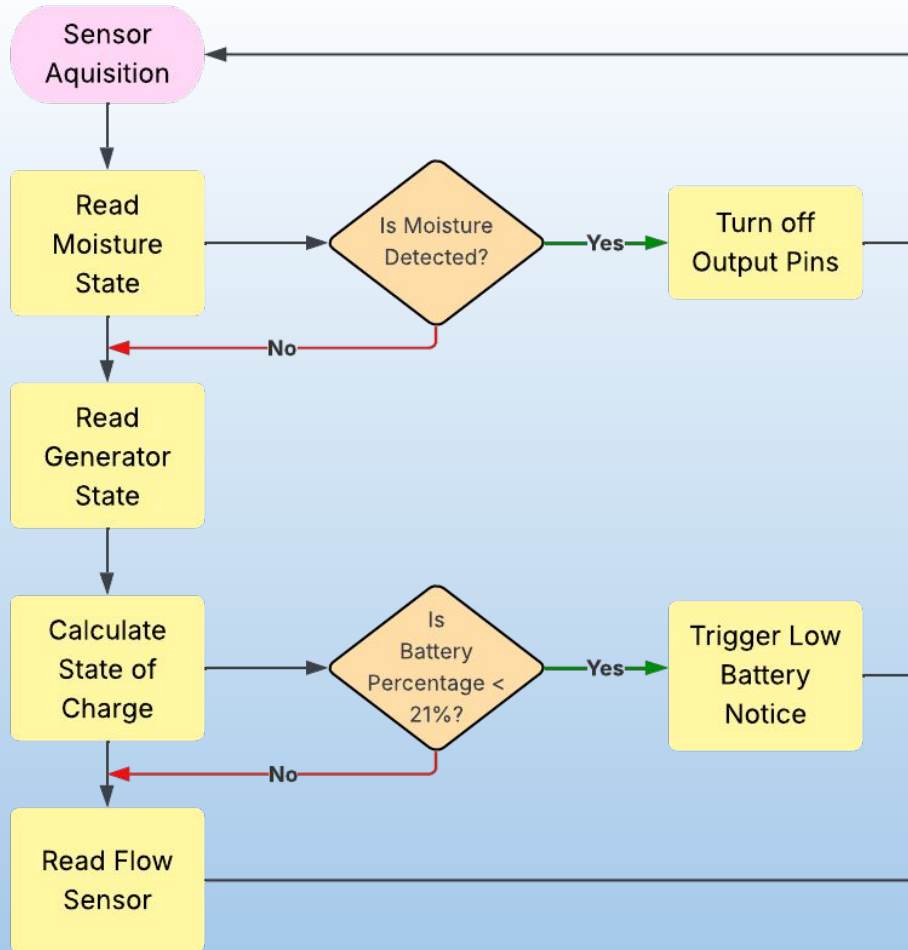 Sensor
Aquisition
Read
Moisture
State
Is Moisture
Detected?
Yes
Turn off
Output Pins
No
Read
Generator
State
Calculate
State of
Charge
Is
Battery
Percentage <
21%?
Yes
Trigger Low
Battery
Notice
No
Read Flow
Sensor